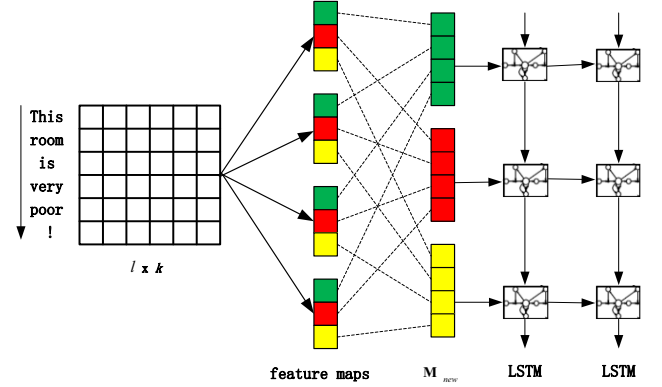 This
room
is
very
poor
!
l x k
feature maps
M new
LSTM
LSTM